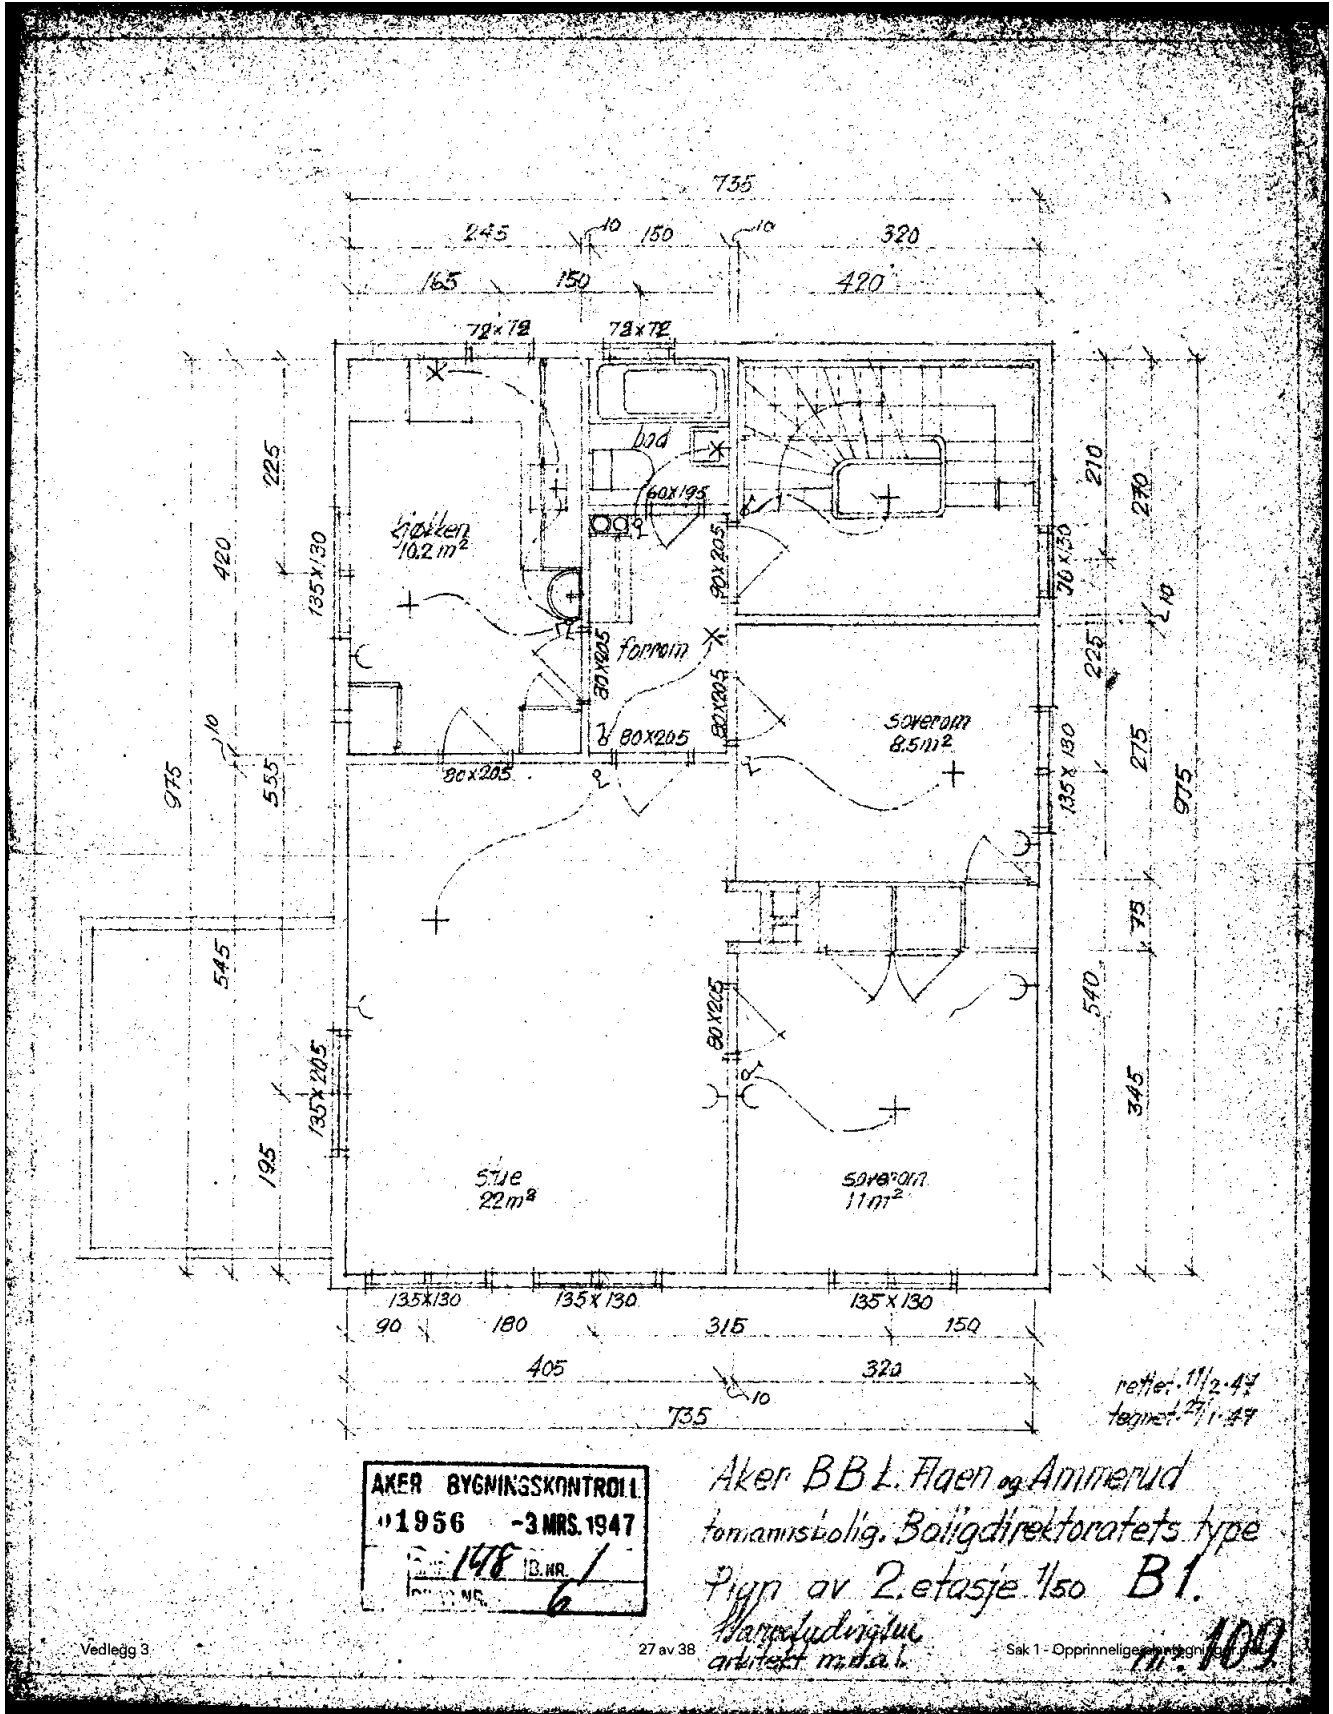 735
245 10 150 10 320
165 150 420
72x72 72x72
225
420
975
135x130
10
555
545
195
135x205
kjøkken
10.2 m²
bad
60x195
90x205
forrom
80x205
80x205
80x205
80x205
soverom
8.5m²
210
270
70x130
10
225
275
135x130
975
75
540
345
80x205
stue
22m²
soverom
11m²
135x130 135x130 135x130
90 180 315 150
405 10 320
735
rettet. 11/2-47
tegnet. 27/1-47
AKER BYGNINGSKONTROLL
01956 -3 MRS. 1947
148 B.NR. 1
6
Aker BBL. Flaen og Ammerud
tomannsbolig. Boligdirektoratets type
Plan av 2.etasje 1/50 B1.
arkitekt m.n.a.l.
Vedlegg 3
27 av 38
Sak 1 - Opprinnelige
nr. 109